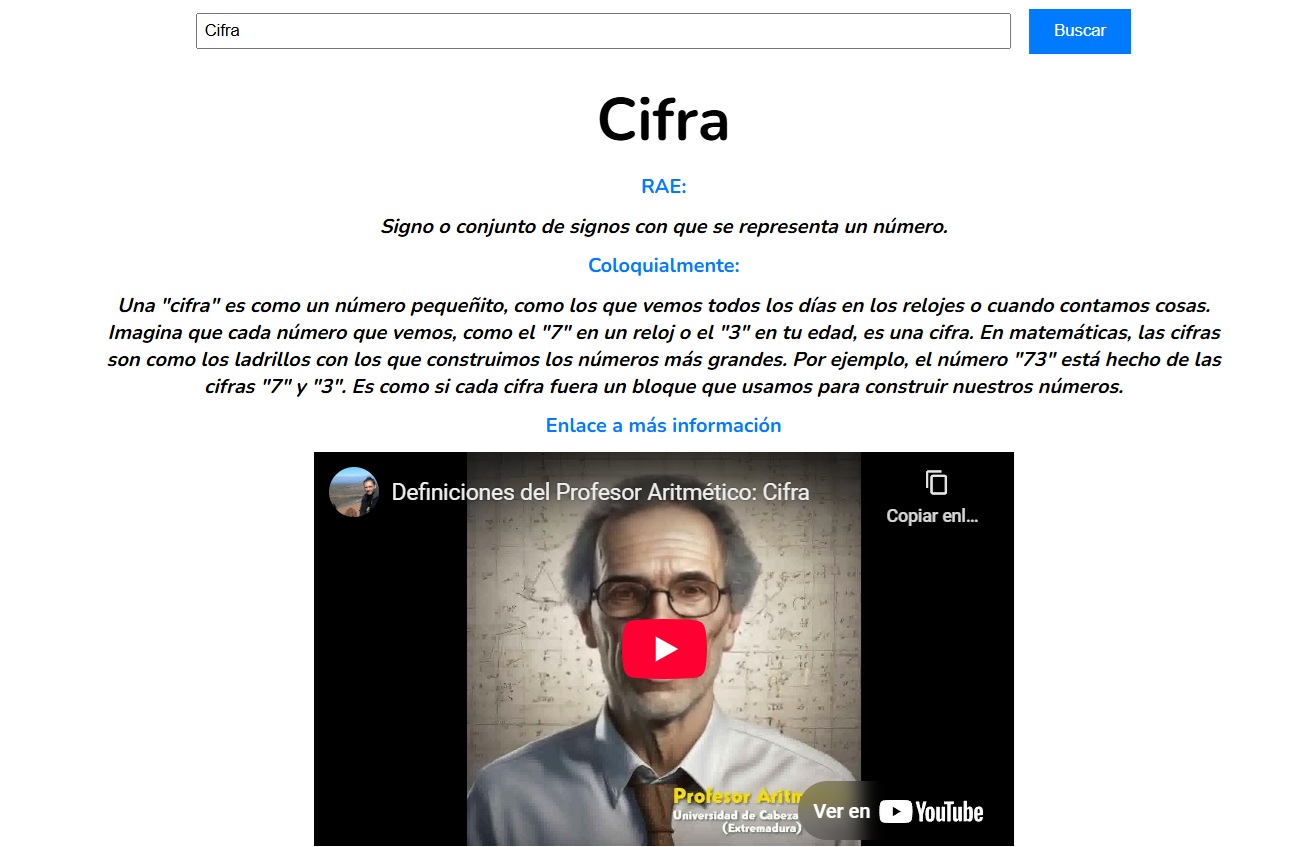 Cifra
Buscar
Cifra
RAE:
Signo o conjunto de signos con que se representa un número.
Coloquialmente:
Una "cifra" es como un número pequeñito, como los que vemos todos los días en los relojes o cuando contamos cosas.
Imagina que cada número que vemos, como el "7" en un reloj o el "3" en tu edad, es una cifra. En matemáticas, las cifras
son como los ladrillos con los que construimos los números más grandes. Por ejemplo, el número "73" está hecho de las
cifras "7" y "3". Es como si cada cifra fuera un bloque que usamos para construir nuestros números.
Enlace a más información
Definiciones del Profesor Aritmético: Cifra
Copiar enl...
Profesor
Universidad de
(Extremadura)
Ver en YouTube